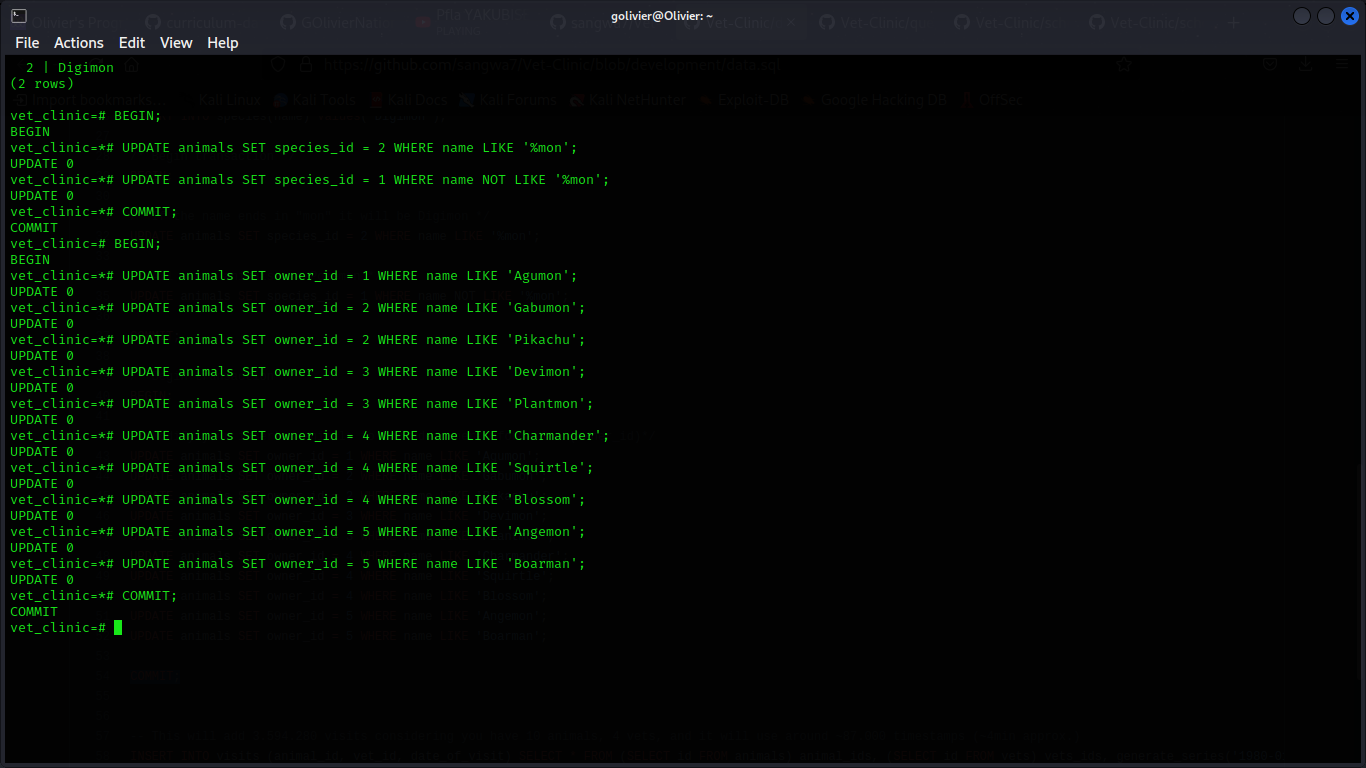 golivier@Olivier: ~
File Actions Edit View Help
2 | Digimon
(2 rows)
vet_clinic=# BEGIN;
BEGIN
vet_clinic=*# UPDATE animals SET species_id = 2 WHERE name LIKE '%mon';
UPDATE 0
vet_clinic=*# UPDATE animals SET species_id = 1 WHERE name NOT LIKE '%mon';
UPDATE 0
vet_clinic=*# COMMIT;
COMMIT
vet_clinic=# BEGIN;
BEGIN
vet_clinic=*# UPDATE animals SET owner_id = 1 WHERE name LIKE 'Agumon';
UPDATE 0
vet_clinic=*# UPDATE animals SET owner_id = 2 WHERE name LIKE 'Gabumon';
UPDATE 0
vet_clinic=*# UPDATE animals SET owner_id = 2 WHERE name LIKE 'Pikachu';
UPDATE 0
vet_clinic=*# UPDATE animals SET owner_id = 3 WHERE name LIKE 'Devimon';
UPDATE 0
vet_clinic=*# UPDATE animals SET owner_id = 3 WHERE name LIKE 'Plantmon';
UPDATE 0
vet_clinic=*# UPDATE animals SET owner_id = 4 WHERE name LIKE 'Charmander';
UPDATE 0
vet_clinic=*# UPDATE animals SET owner_id = 4 WHERE name LIKE 'Squirtle';
UPDATE 0
vet_clinic=*# UPDATE animals SET owner_id = 4 WHERE name LIKE 'Blossom';
UPDATE 0
vet_clinic=*# UPDATE animals SET owner_id = 5 WHERE name LIKE 'Angemon';
UPDATE 0
vet_clinic=*# UPDATE animals SET owner_id = 5 WHERE name LIKE 'Boarman';
UPDATE 0
vet_clinic=*# COMMIT;
COMMIT
vet_clinic=#